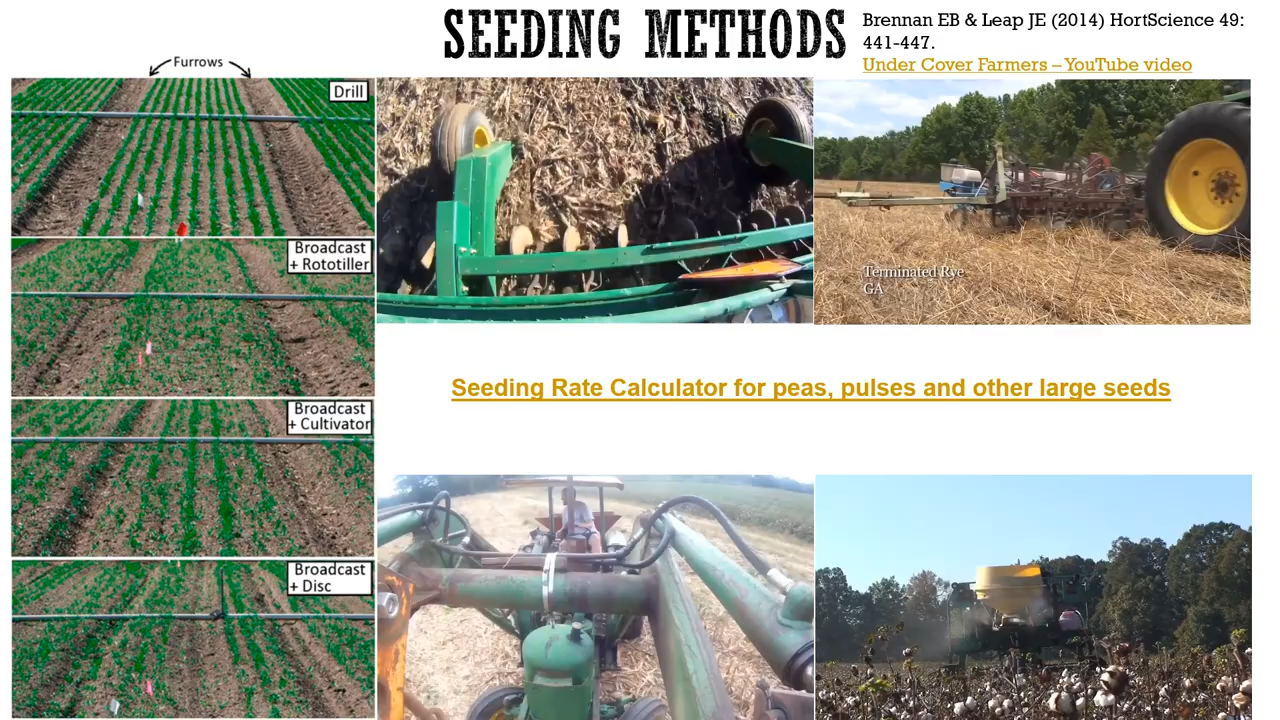 SEEDING METHODS
Brennan EB & Leap JE (2014) HortScience 49:
441-447.
Under Cover Farmers – YouTube video
Furrows
Drill
Broadcast
+ Rototiller
Broadcast
+ Cultivator
Broadcast
+ Disc
Terminated Rye
GA
Seeding Rate Calculator for peas, pulses and other large seeds